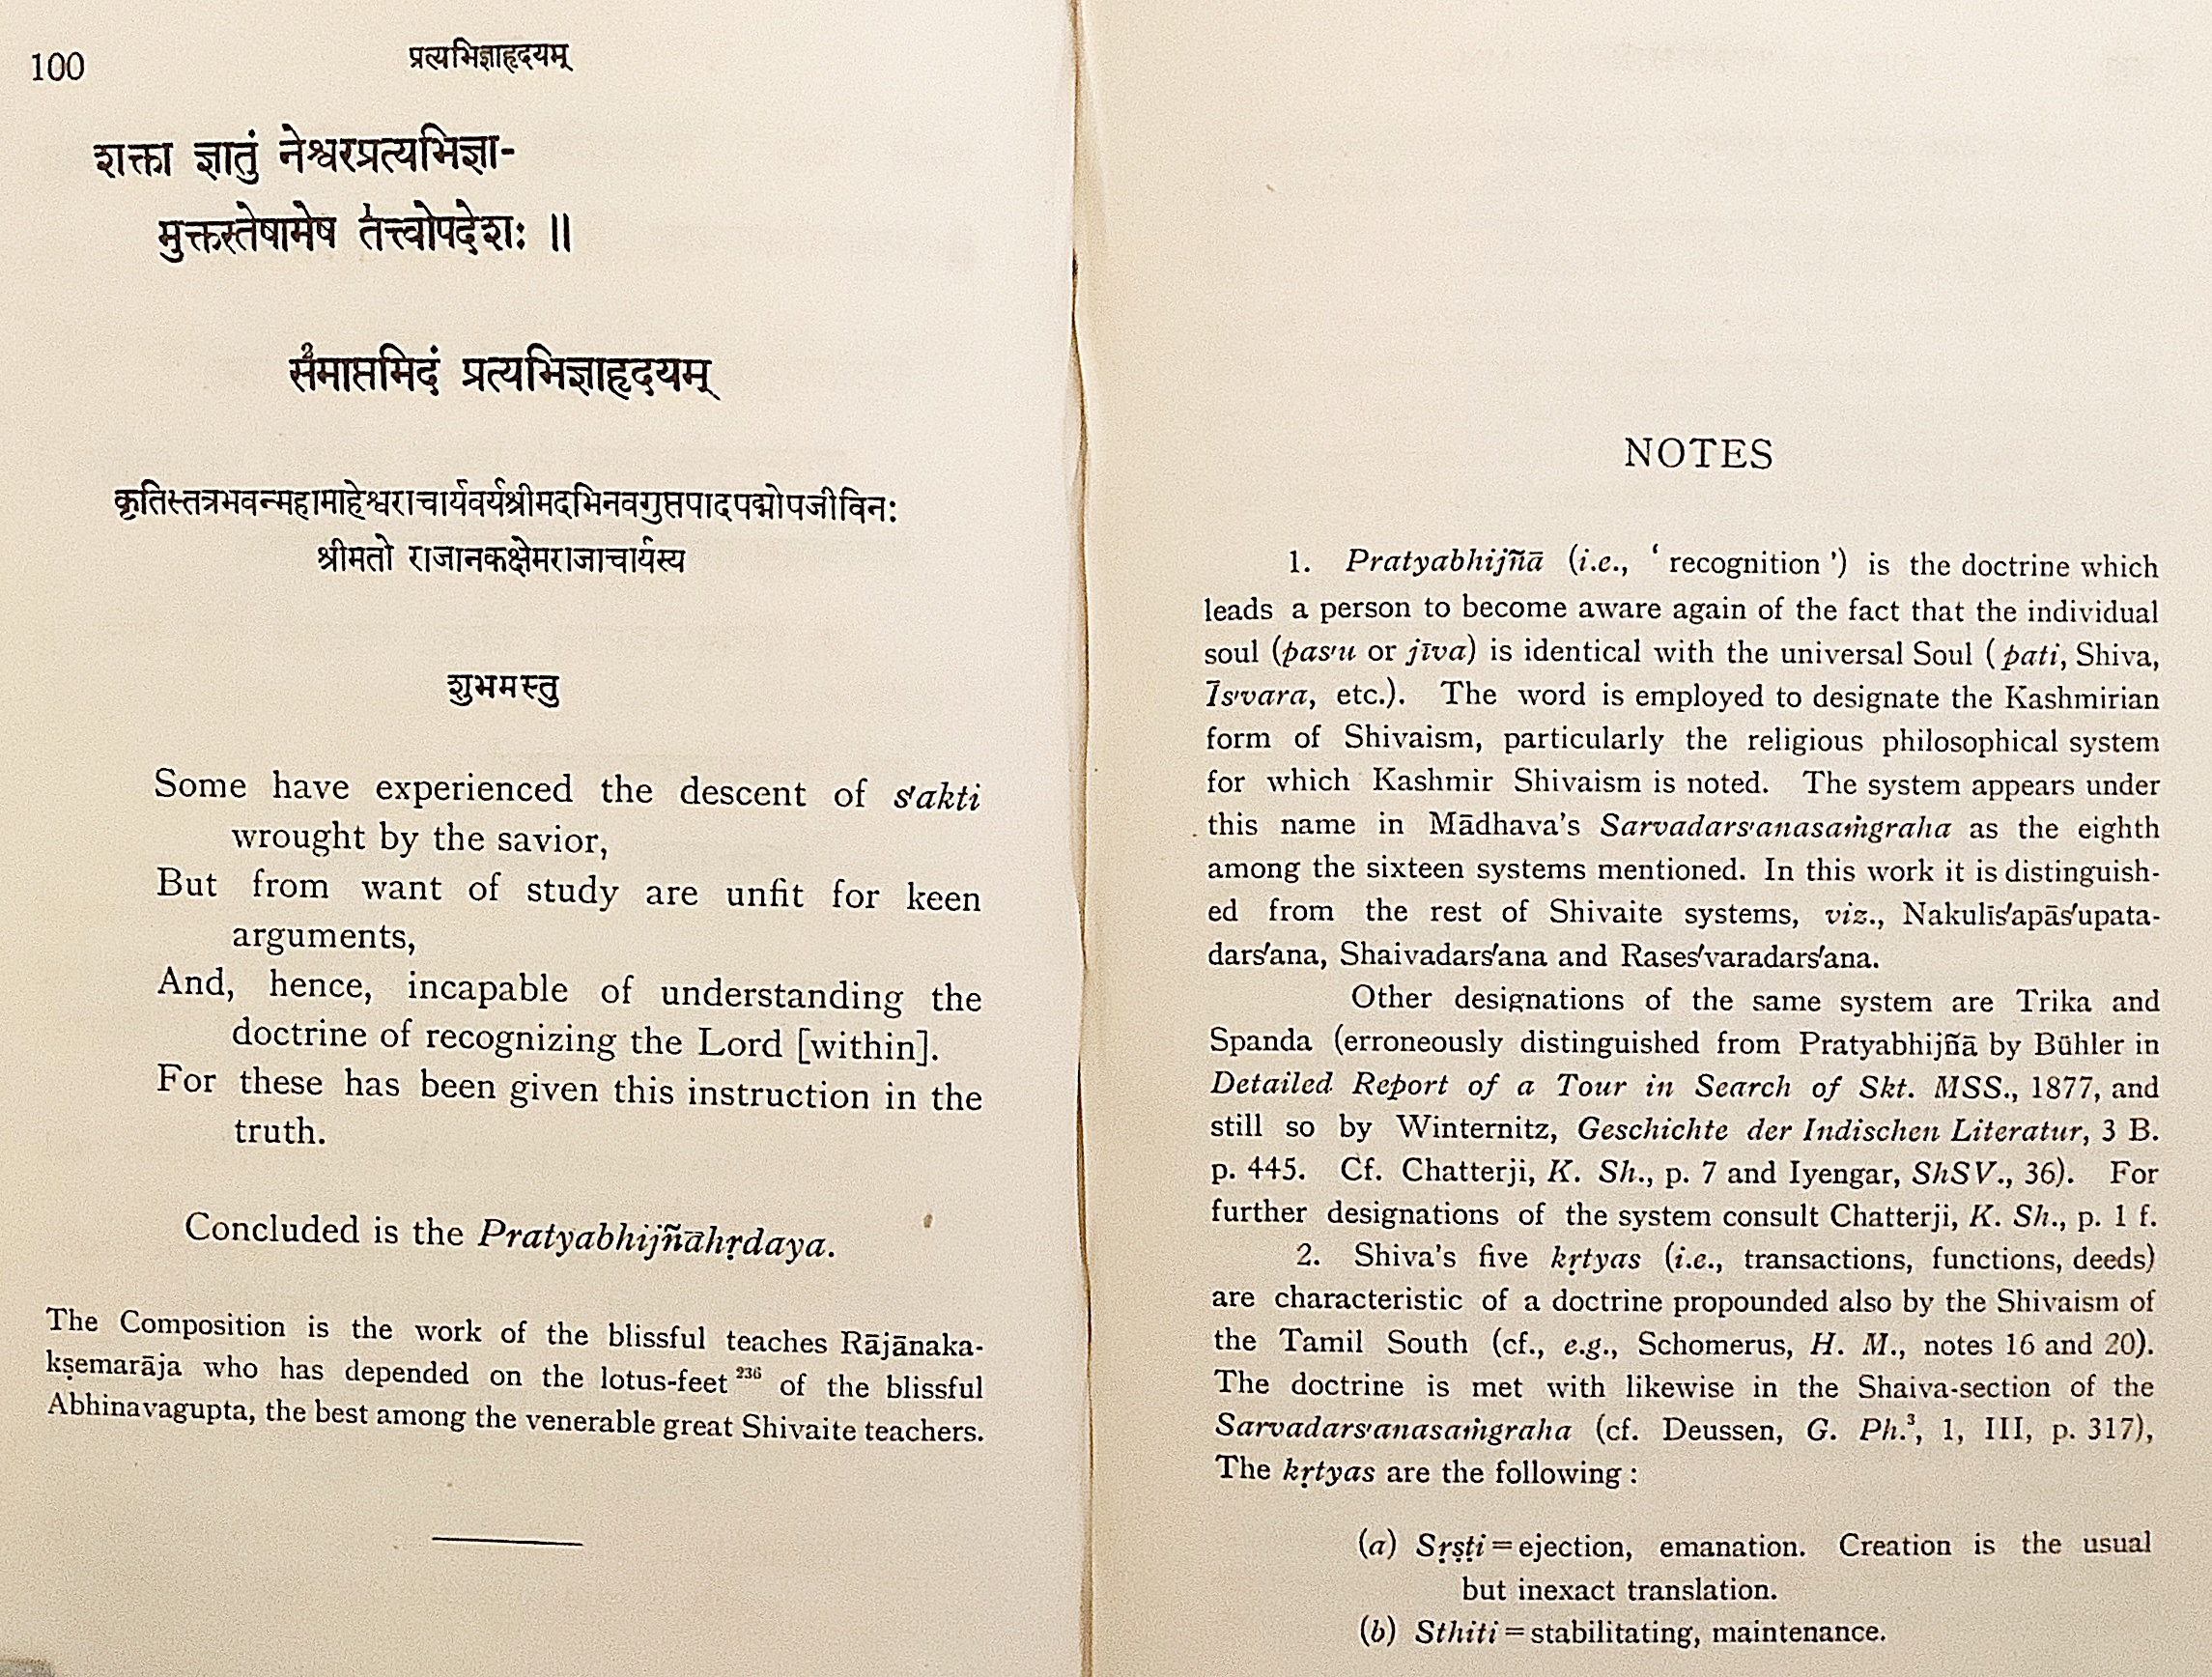 100
प्रत्यभिज्ञाहृदयम्
शक्ता ज्ञातुं नेश्वरप्रत्यभिज्ञा-
मुक्तस्तेषामेष त¹त्त्वोपदेशः ॥
स²माप्तमिदं प्रत्यभिज्ञाहृदयम्
कृतिस्तत्रभवन्महामाहेश्वराचार्यवर्यश्रीमदभिनवगुप्तपादपद्मोपजीविनः
श्रीमतो राजानकक्षेमराजाचार्यस्य
शुभमस्तु
Some have experienced the descent of s'akti
wrought by the savior,
But from want of study are unfit for keen
arguments,
And, hence, incapable of understanding the
doctrine of recognizing the Lord [within].
For these has been given this instruction in the
truth.
Concluded is the Pratyabhijñāhṛdaya.
The Composition is the work of the blissful teaches Rājānaka-
kṣemarāja who has depended on the lotus-feet ²³⁶ of the blissful
Abhinavagupta, the best among the venerable great Shivaite teachers.
NOTES
1. Pratyabhijñā (i.e., ‘ recognition ’) is the doctrine which
leads a person to become aware again of the fact that the individual
soul (pas'u or jīva) is identical with the universal Soul ( pati, Shiva,
Īs'vara, etc.). The word is employed to designate the Kashmirian
form of Shivaism, particularly the religious philosophical system
for which Kashmir Shivaism is noted. The system appears under
this name in Mādhava's Sarvadars'anasaṁgraha as the eighth
among the sixteen systems mentioned. In this work it is distinguish-
ed from the rest of Shivaite systems, viz., Nakulīs'apās'upata-
dars'ana, Shaivadars'ana and Rases'varadars'ana.
Other designations of the same system are Trika and
Spanda (erroneously distinguished from Pratyabhijñā by Bühler in
Detailed Report of a Tour in Search of Skt. MSS., 1877, and
still so by Winternitz, Geschichte der Indischen Literatur, 3 B.
p. 445. Cf. Chatterji, K. Sh., p. 7 and Iyengar, ShSV., 36). For
further designations of the system consult Chatterji, K. Sh., p. 1 f.
2. Shiva's five kṛtyas (i.e., transactions, functions, deeds)
are characteristic of a doctrine propounded also by the Shivaism of
the Tamil South (cf., e.g., Schomerus, H. M., notes 16 and 20).
The doctrine is met with likewise in the Shaiva-section of the
Sarvadars'anasaṁgraha (cf. Deussen, G. Ph.³, 1, III, p. 317),
The kṛtyas are the following :
(a) Sṛṣṭi = ejection, emanation. Creation is the usual
but inexact translation.
(b) Sthiti = stabilitating, maintenance.